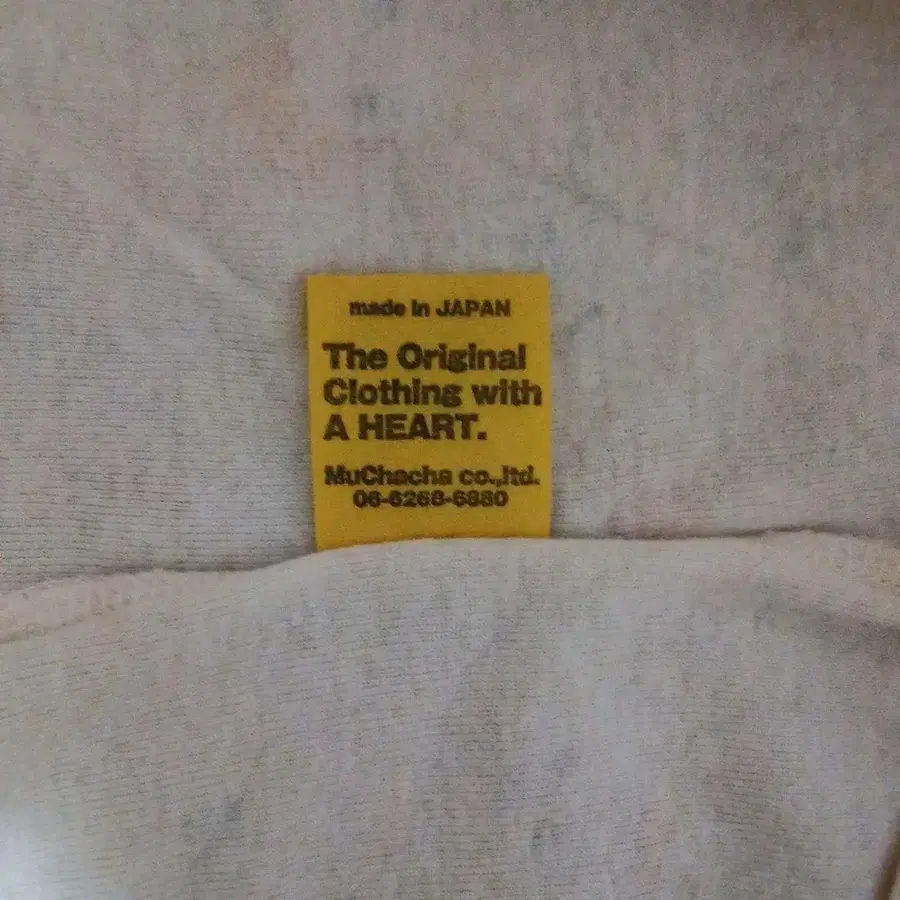 made in JAPAN
The Original
Clothing with
A HEART.
MuChacha co.,ltd.
06-6266-6880